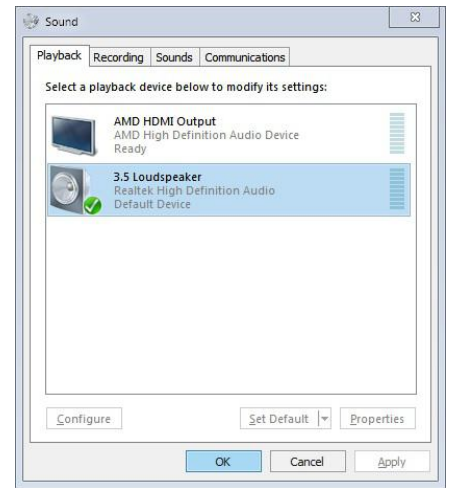 Sound
Playback Recording Sounds Communications
Select a playback device below to modify its settings:
AMD HDMI Output
AMD High Definition Audio Device
Ready
3.5 Loudspeaker
Realtek High Definition Audio
Default Device
Configure Set Default Properties
OK Cancel Apply